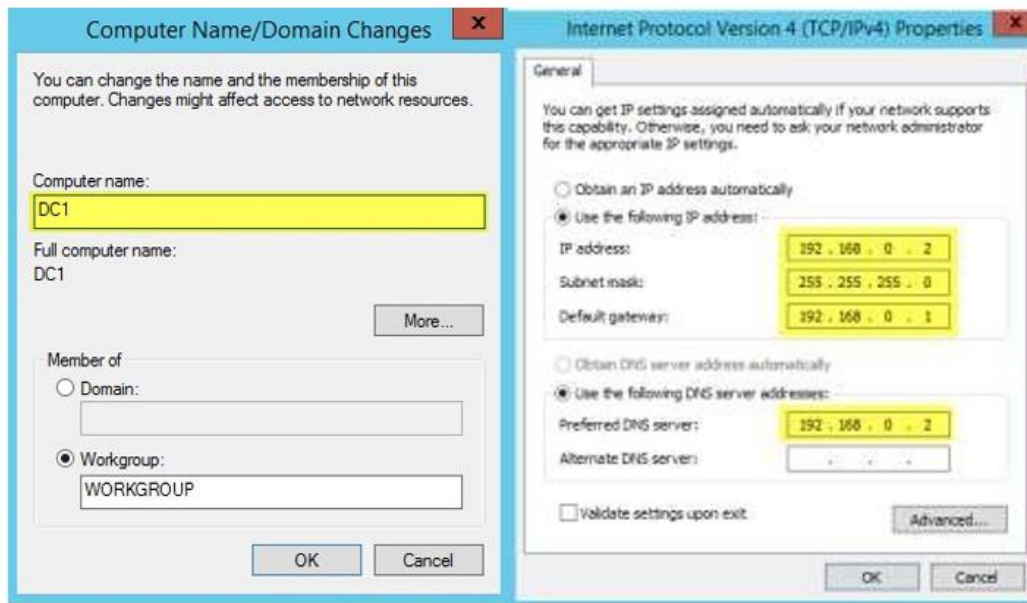 Computer Name/Domain Changes
x
You can change the name and the membership of this
computer. Changes might affect access to network resources.
Computer name:
DC1
Full computer name:
DC1
More...
Member of
Domain:
Workgroup:
WORKGROUP
OK
Cancel
Internet Protocol Version 4 (TCP/IPv4) Properties
x
General
You can get IP settings assigned automatically if your network supports
this capability. Otherwise, you need to ask your network administrator
for the appropriate IP settings.
Obtain an IP address automatically
Use the following IP address:
IP address:
192 . 168 . 0 . 2
Subnet mask:
255 . 255 . 255 . 0
Default gateway:
192 . 168 . 0 . 1
Obtain DNS server address automatically
Use the following DNS server addresses:
Preferred DNS server:
192 . 168 . 0 . 2
Alternate DNS server:
. . .
Validate settings upon exit
Advanced...
OK
Cancel